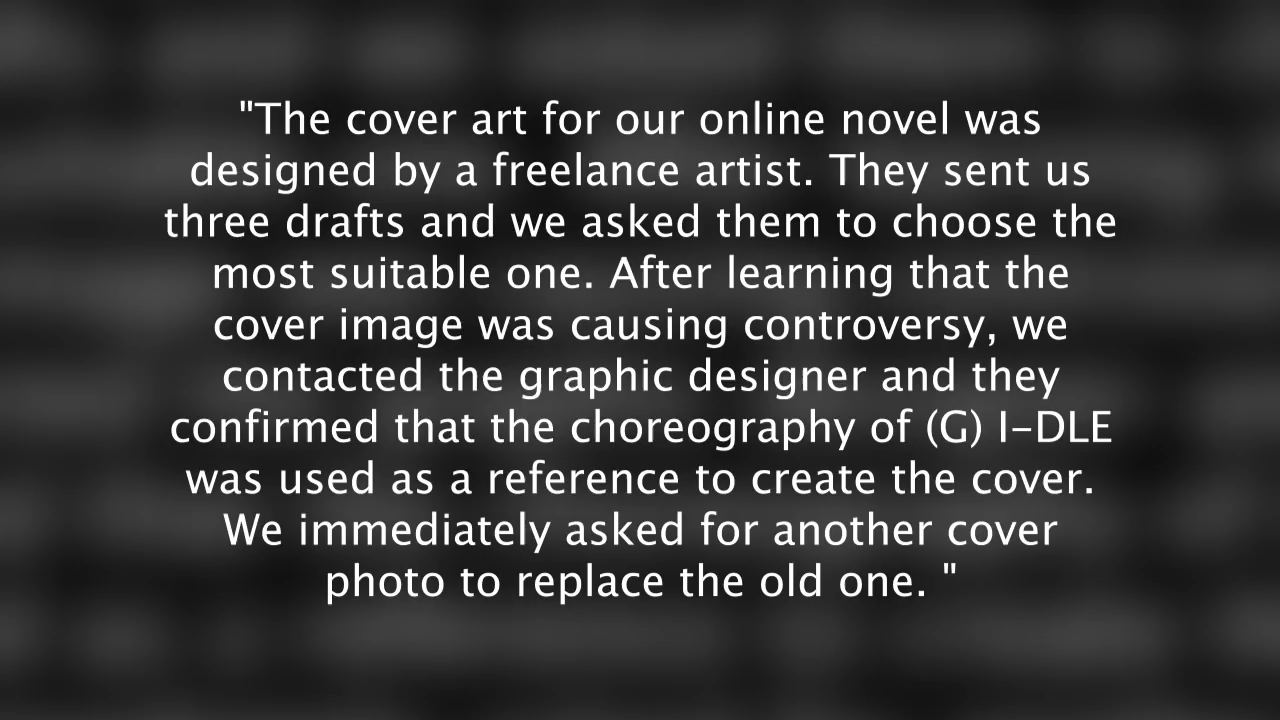 "The cover art for our online novel was
designed by a freelance artist. They sent us
three drafts and we asked them to choose the
most suitable one. After learning that the
cover image was causing controversy, we
contacted the graphic designer and they
confirmed that the choreography of (G) I-DLE
was used as a reference to create the cover.
We immediately asked for another cover
photo to replace the old one. "